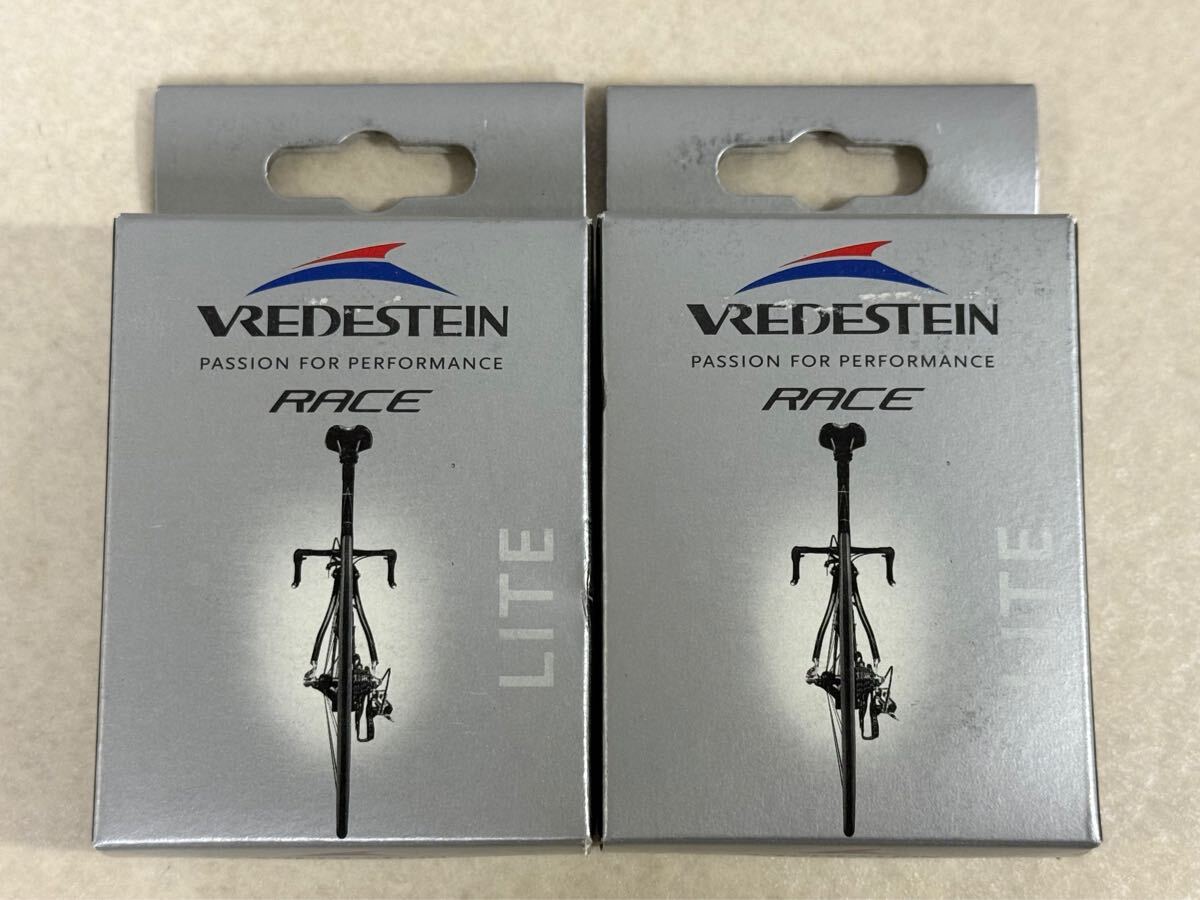 VREDESTEIN
PASSION FOR PERFORMANCE
RACE
LITE
VREDESTEIN
PASSION FOR PERFORMANCE
RACE
LITE